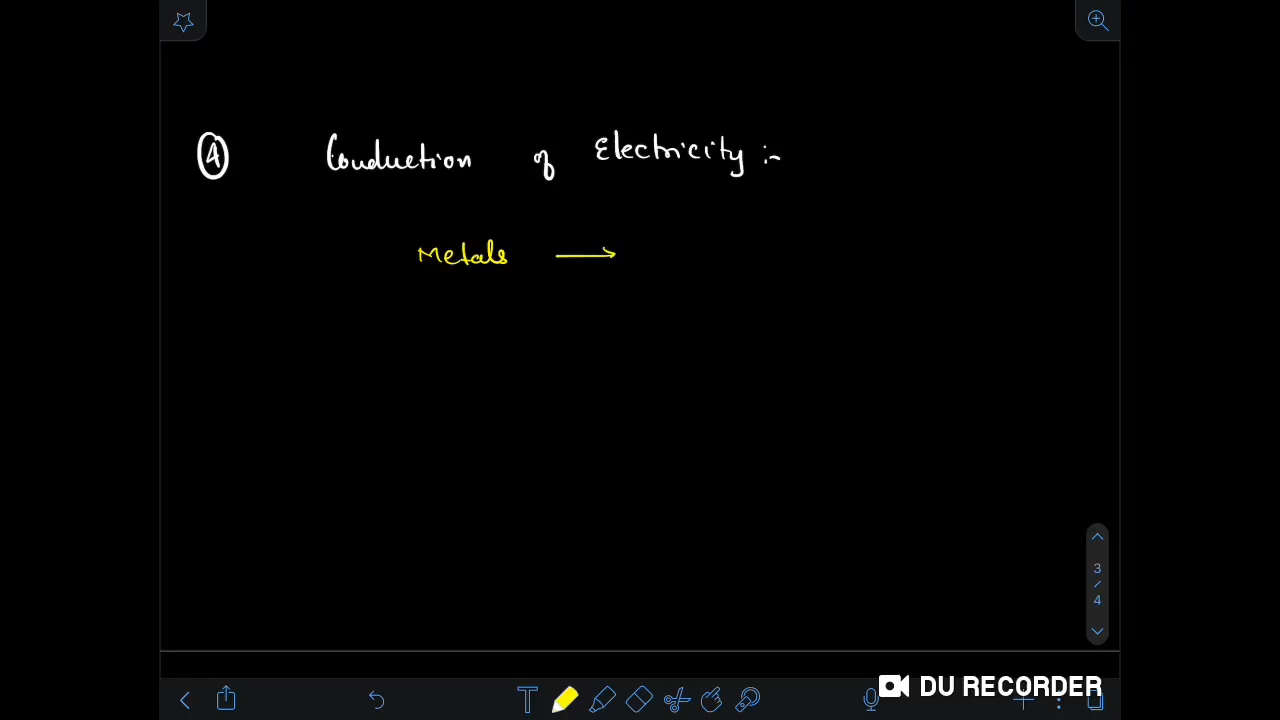 ④ Conduction of Electricity :-
Metals ⟶
3
/
4
T
DU RECORDER